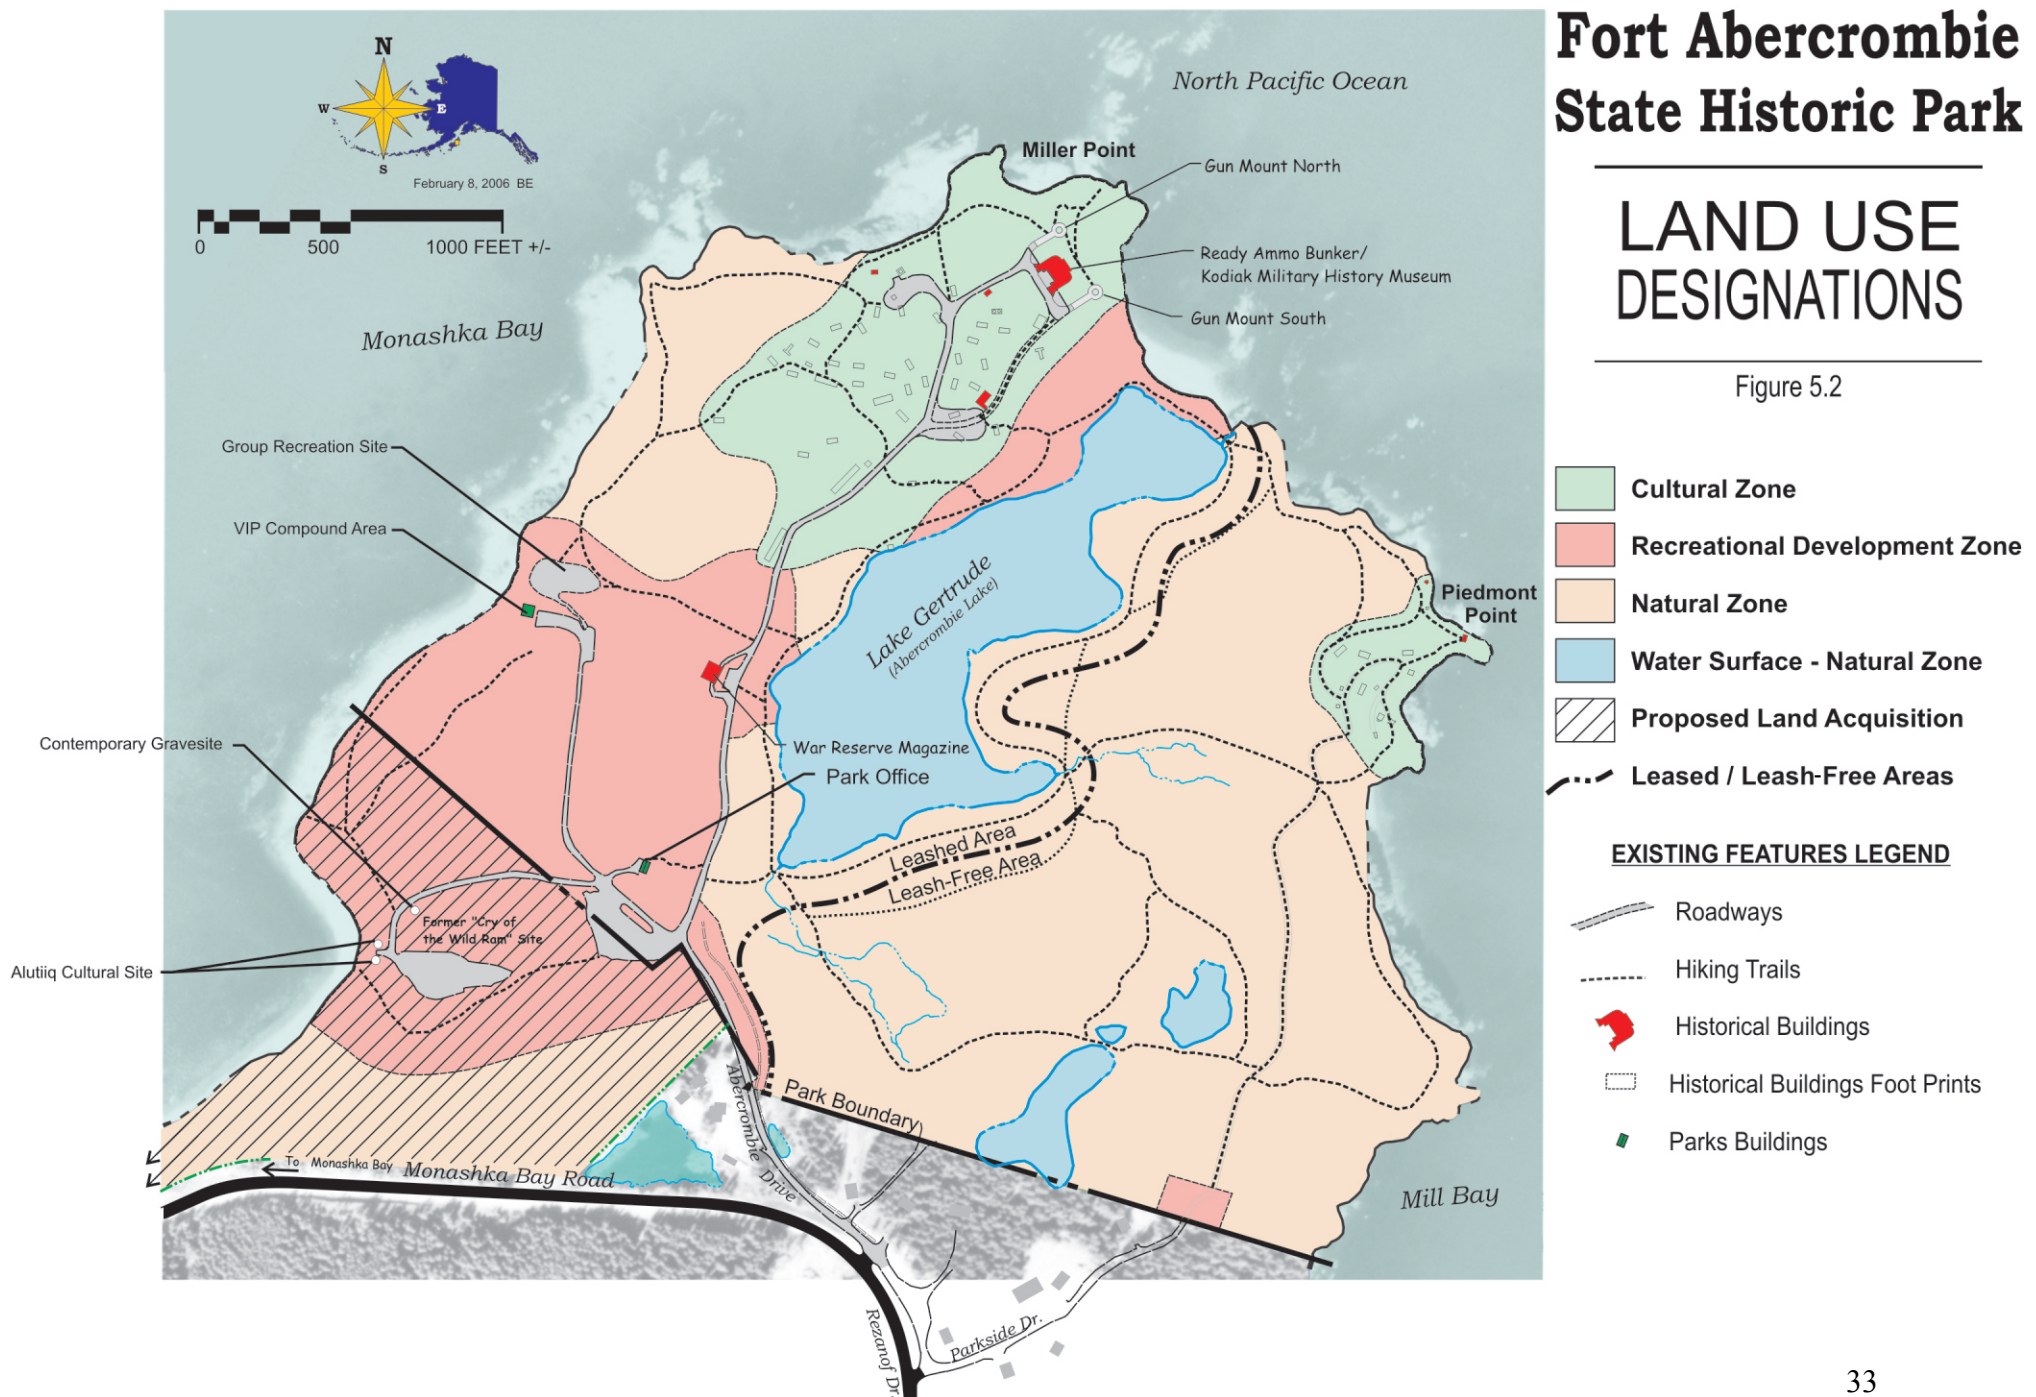 Fort Abercrombie
State Historic Park
LAND USE
DESIGNATIONS
Figure 5.2
Cultural Zone
Recreational Development Zone
Natural Zone
Water Surface - Natural Zone
Proposed Land Acquisition
Leased / Leash-Free Areas
EXISTING FEATURES LEGEND
Roadways
Hiking Trails
Historical Buildings
Historical Buildings Foot Prints
Parks Buildings
N
W
E
S
February 8, 2006 BE
0 500 1000 FEET +/-
North Pacific Ocean
Miller Point
Gun Mount North
Ready Ammo Bunker/
Kodiak Military History Museum
Gun Mount South
Monashka Bay
Group Recreation Site
VIP Compound Area
Lake Gertrude
(Abercrombie Lake)
Piedmont
Point
Contemporary Gravesite
War Reserve Magazine
Park Office
Leashed Area
Leash-Free Area
Former "Cry of
the Wild Ram" Site
Alutiiq Cultural Site
Park Boundary
Abercrombie Drive
To Monashka Bay
Monashka Bay Road
Mill Bay
Rezanof Dr.
Parkside Dr.
33